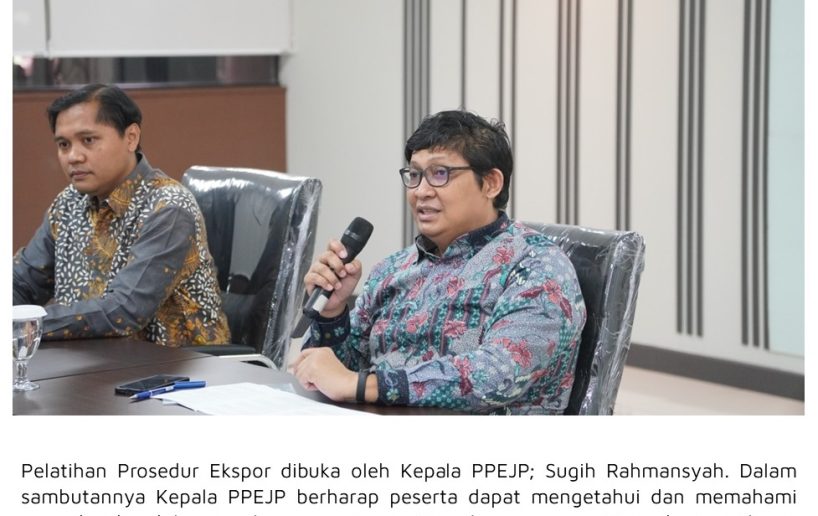 Pelatihan Prosedur Ekspor dibuka oleh Kepala PPEJP; Sugih Rahmansyah. Dalam
sambutannya Kepala PPEJP berharap peserta dapat mengetahui dan memahami